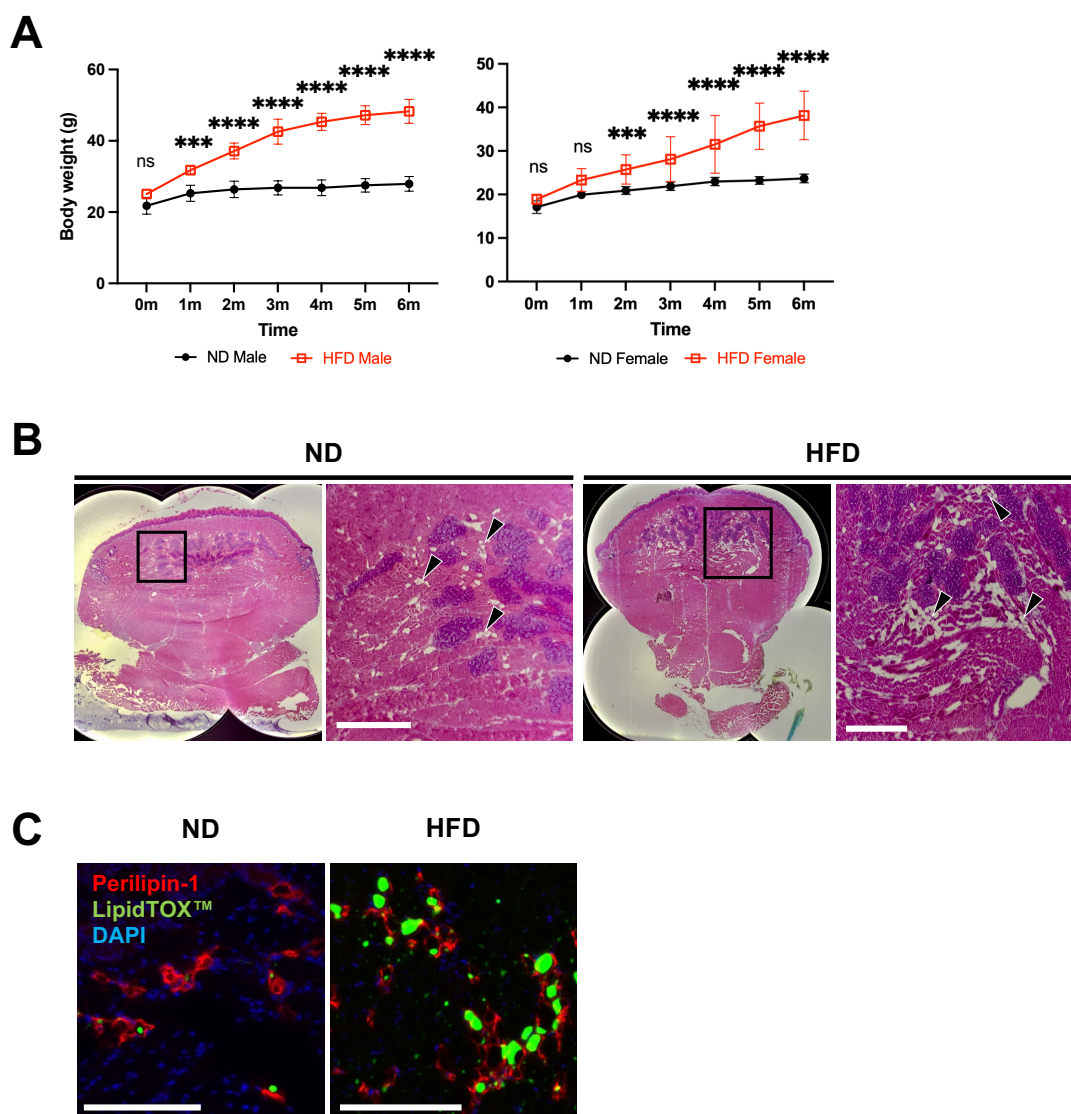 A
Body weight (g)
60
40
20
0
ns
***
****
****
****
****
****
0m 1m 2m 3m 4m 5m 6m
Time
ND Male HFD Male
50
40
30
20
10
0
ns
ns
***
****
****
****
****
0m 1m 2m 3m 4m 5m 6m
Time
ND Female HFD Female
B
ND HFD
C
ND HFD
Perilipin-1
LipidTOX™
DAPI